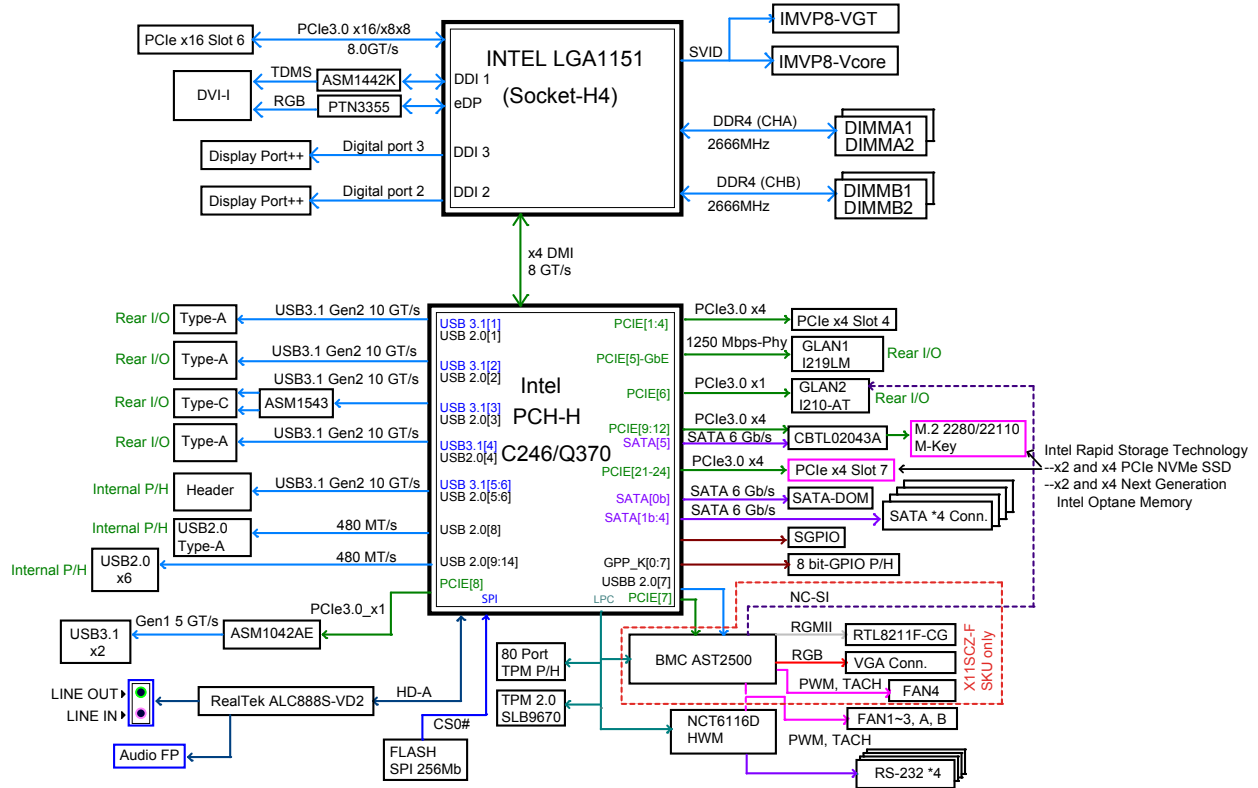 PCIe x16 Slot 6
PCIe3.0 x16/x8x8
8.0GT/s
INTEL LGA1151
(Socket-H4)
SVID
IMVP8-VGT
IMVP8-Vcore
DVI-I
TDMS
ASM1442K
DDI 1
RGB
PTN3355
eDP
Display Port++
Digital port 3
DDI 3
Display Port++
Digital port 2
DDI 2
DDR4 (CHA)
2666MHz
DIMMA1
DIMMA2
DDR4 (CHB)
2666MHz
DIMMB1
DIMMB2
x4 DMI
8 GT/s
Intel
PCH-H
C246/Q370
Rear I/O
Type-A
USB3.1 Gen2 10 GT/s
USB 3.1[1]
USB 2.0[1]
Rear I/O
Type-A
USB3.1 Gen2 10 GT/s
USB 3.1[2]
USB 2.0[2]
Rear I/O
Type-C
USB3.1 Gen2 10 GT/s
ASM1543
USB 3.1[3]
USB 2.0[3]
Rear I/O
Type-A
USB3.1 Gen2 10 GT/s
USB3.1[4]
USB2.0[4]
Internal P/H
Header
USB3.1 Gen2 10 GT/s
USB 3.1[5:6]
USB 2.0[5:6]
Internal P/H
USB2.0
Type-A
480 MT/s
USB 2.0[8]
Internal P/H
USB2.0
x6
480 MT/s
USB 2.0[9:14]
PCIE[8]
SPI
LPC
PCIe3.0_x1
USB3.1
x2
Gen1 5 GT/s
ASM1042AE
PCIE[1:4]
PCIe3.0 x4
PCIe x4 Slot 4
PCIE[5]-GbE
1250 Mbps-Phy
GLAN1
I219LM
Rear I/O
PCIE[6]
PCIe3.0 x1
GLAN2
I210-AT
Rear I/O
PCIE[9:12]
SATA[5]
PCIe3.0 x4
SATA 6 Gb/s
CBTL02043A
M.2 2280/22110
M-Key
PCIE[21-24]
PCIe3.0 x4
PCIe x4 Slot 7
Intel Rapid Storage Technology
--x2 and x4 PCIe NVMe SSD
--x2 and x4 Next Generation
Intel Optane Memory
SATA[0b]
SATA 6 Gb/s
SATA-DOM
SATA[1b:4]
SATA 6 Gb/s
SATA *4 Conn.
SGPIO
GPP_K[0:7]
8 bit-GPIO P/H
USBB 2.0[7]
PCIE[7]
NC-SI
BMC AST2500
RGMII
RTL8211F-CG
RGB
VGA Conn.
PWM, TACH
FAN4
X11SCZ-F
SKU only
80 Port
TPM P/H
TPM 2.0
SLB9670
NCT6116D
HWM
FAN1~3, A, B
PWM, TACH
RS-232 *4
LINE OUT
LINE IN
RealTek ALC888S-VD2
HD-A
Audio FP
CS0#
FLASH
SPI 256Mb